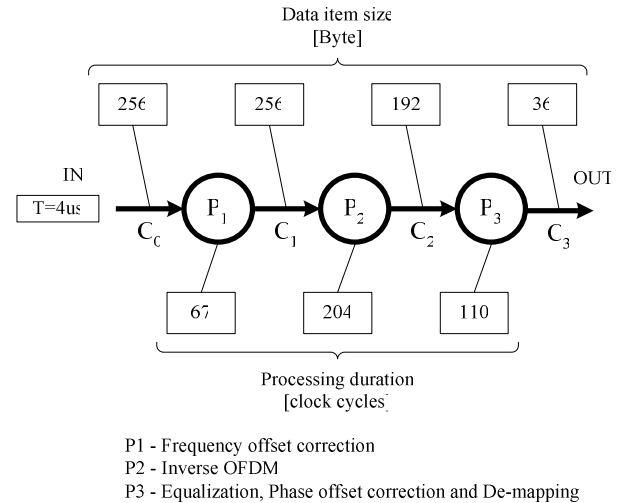 Data item size
[Byte]
256 256 192 36
IN OUT
T=4us
P1 P2 P3
C0 C1 C2 C3
67 204 110
Processing duration
[clock cycles]
P1 - Frequency offset correction
P2 - Inverse OFDM
P3 - Equalization, Phase offset correction and De-mapping